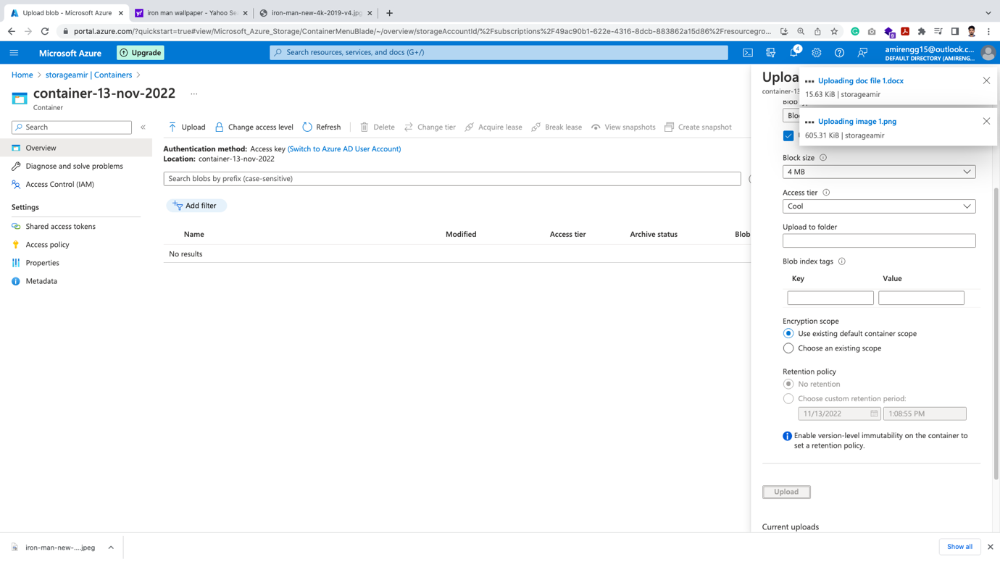 Upload blob - Microsoft Azure
iron man wallpaper - Yahoo Se
iron-man-new-4k-2019-v4.jpg
portal.azure.com/?quickstart=true#view/Microsoft_Azure_Storage/ContainerMenuBlade/~/overview/storageAccountId/%2Fsubscriptions%2F49ac90b1-622e-4316-8dcb-883862a15d86%2Fresourcegro...
9
Microsoft Azure
Upgrade
Search resources, services, and docs (G+/)
4
amirengg15@outlook.c...
DEFAULT DIRECTORY (AMIRENG...
Home > storageamir | Containers >
container-13-nov-2022 ...
Container
Search
«
Overview
Diagnose and solve problems
Access Control (IAM)
Settings
Shared access tokens
Access policy
Properties
Metadata
Upload
Change access level
Refresh
Delete
Change tier
Acquire lease
Break lease
View snapshots
Create snapshot
Authentication method: Access key (Switch to Azure AD User Account)
Location: container-13-nov-2022
Search blobs by prefix (case-sensitive)
Add filter
Name Modified Access tier Archive status Blob
No results
Uploa
container-13
Uploading doc file 1.docx
15.63 KiB | storageamir
Uploading image 1.png
605.31 KiB | storageamir
Block size
4 MB
Access tier
Cool
Upload to folder
Blob index tags
Key Value
Encryption scope
Use existing default container scope
Choose an existing scope
Retention policy
No retention
Choose custom retention period:
11/13/2022 1:08:55 PM
Enable version-level immutability on the container to
set a retention policy.
Upload
Current uploads
iron-man-new-....jpeg
Show all